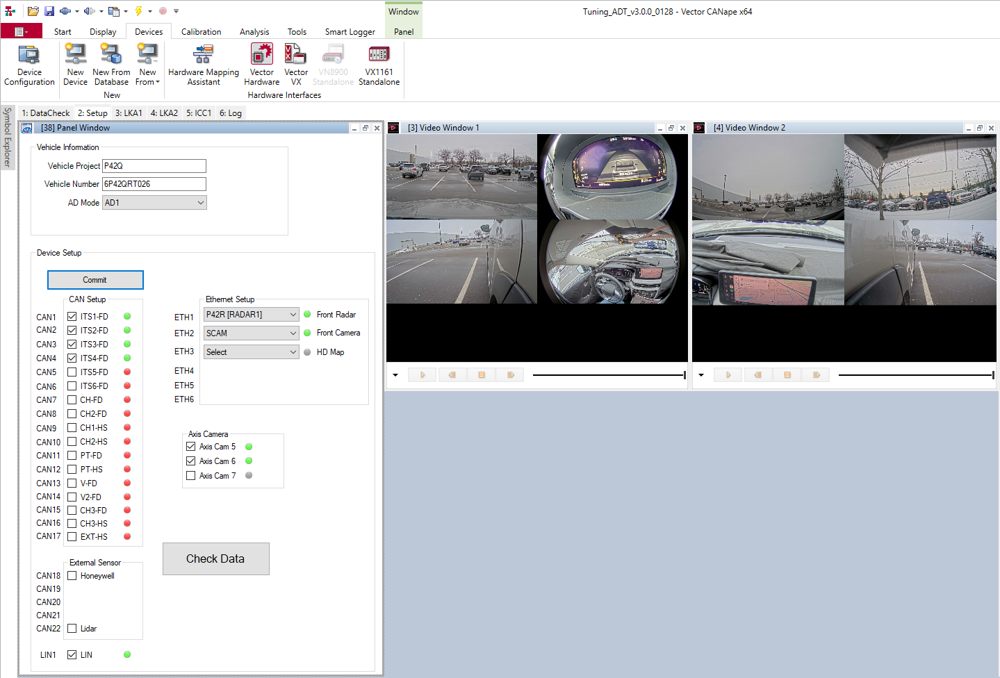 Window
Tuning_ADT_v3.0.0_0128 - Vector CANape x64
Start Display Devices Calibration Analysis Tools Smart Logger Panel
Device Configuration
New Device
New From Database
New From
Hardware Mapping Assistant
Vector Hardware
Vector VX
VN8900 Standalone
VX1161 Standalone
New
Hardware Interfaces
Symbol Explorer
1: DataCheck 2: Setup 3: LKA1 4: LKA2 5: ICC1 6: Log
[38] Panel Window
Vehicle Information
Vehicle Project P42Q
Vehicle Number 6P42QRT026
AD Mode AD1
Device Setup
Commit
CAN Setup
CAN1 ITS1-FD
CAN2 ITS2-FD
CAN3 ITS3-FD
CAN4 ITS4-FD
CAN5 ITS5-FD
CAN6 ITS6-FD
CAN7 CH-FD
CAN8 CH2-FD
CAN9 CH1-HS
CAN10 CH2-HS
CAN11 PT-FD
CAN12 PT-HS
CAN13 V-FD
CAN14 V2-FD
CAN15 CH3-FD
CAN16 CH3-HS
CAN17 EXT-HS
External Sensor
CAN18 Honeywell
CAN19
CAN20
CAN21
CAN22 Lidar
LIN1 LIN
Ethernet Setup
ETH1 P42R [RADAR1] Front Radar
ETH2 SCAM Front Camera
ETH3 Select HD Map
ETH4
ETH5
ETH6
Axis Camera
Axis Cam 5
Axis Cam 6
Axis Cam 7
Check Data
[3] Video Window 1
[4] Video Window 2